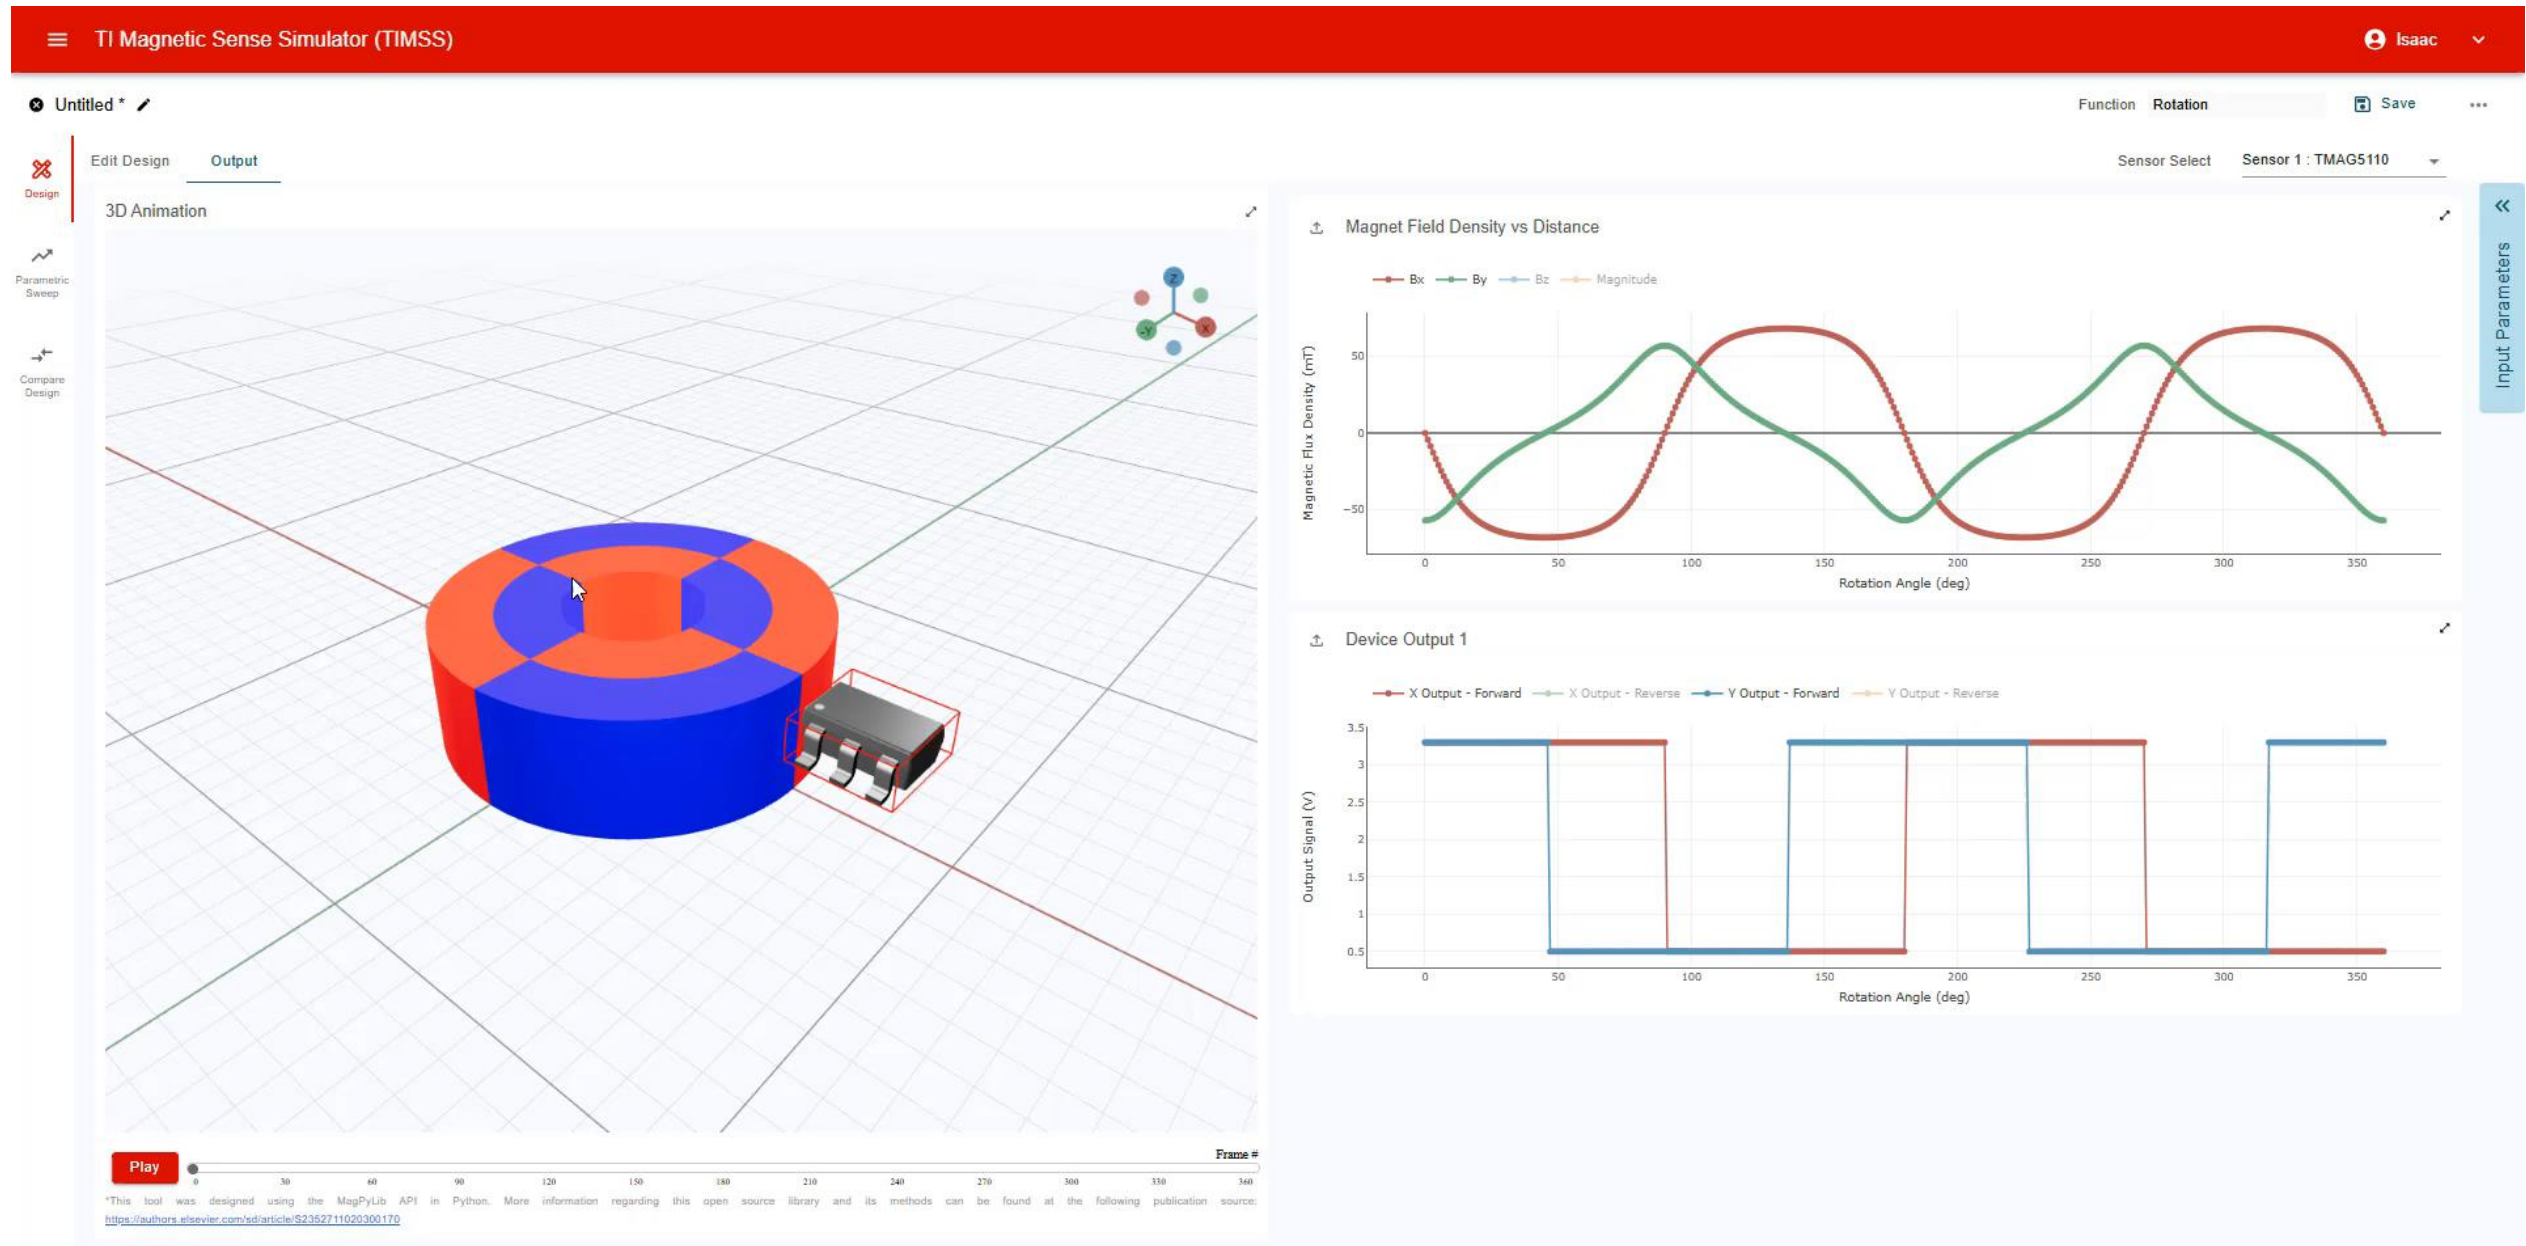 TI Magnetic Sense Simulator (TIMSS)
Isaac
Untitled *
Function Rotation
Save
Edit Design
Output
Sensor Select Sensor 1 : TMAG5110
Design
Parametric
Sweep
Compare
Design
3D Animation
Z
X
-Y
Play
Frame #
0 30 60 90 120 150 180 210 240 270 300 330 360
*This tool was designed using the MagPyLib API in Python. More information regarding this open source library and its methods can be found at the following publication source:
https://authors.elsevier.com/sd/article/S2352711020300170
Magnet Field Density vs Distance
Bx By Bz Magnitude
Magnetic Flux Density (mT)
50
0
−50
0 50 100 150 200 250 300 350
Rotation Angle (deg)
Device Output 1
X Output - Forward X Output - Reverse Y Output - Forward Y Output - Reverse
Output Signal (V)
3.5
3
2.5
2
1.5
1
0.5
0 50 100 150 200 250 300 350
Rotation Angle (deg)
Input Parameters